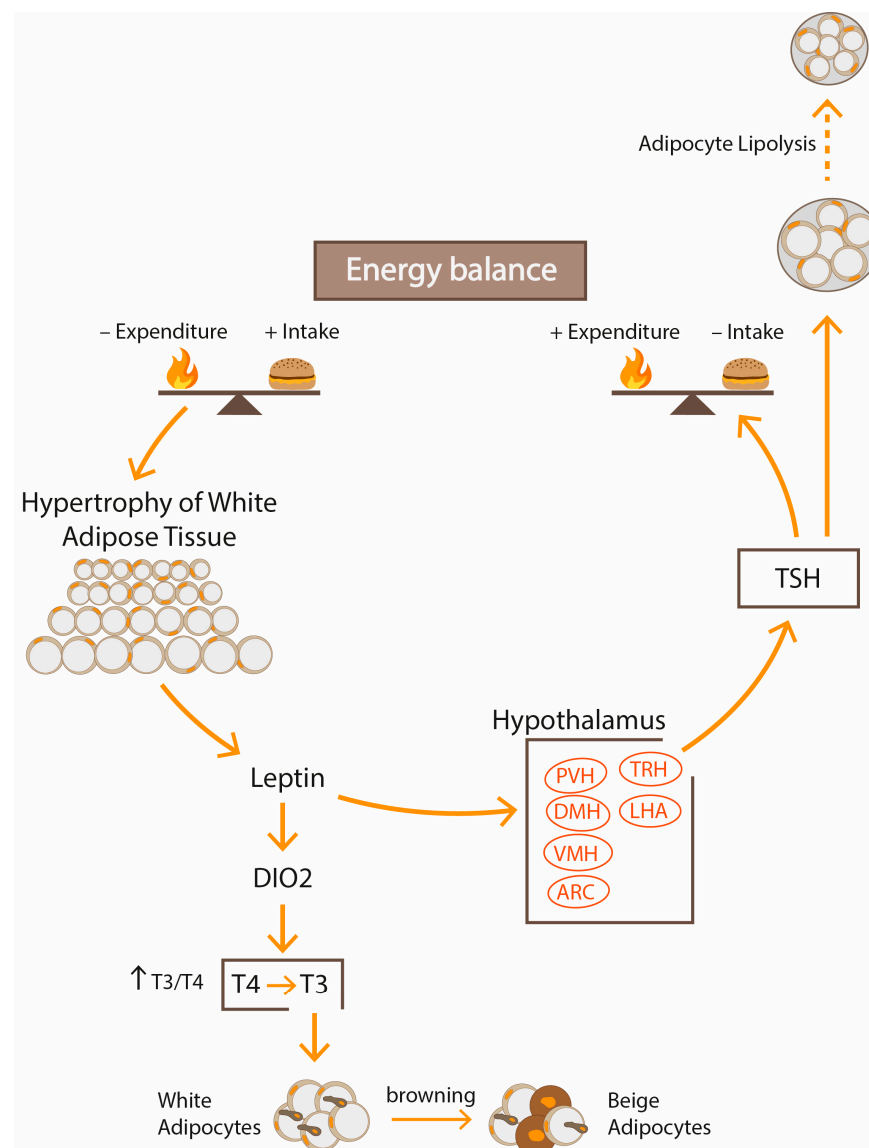 Adipocyte Lipolysis
Energy balance
– Expenditure
+ Intake
+ Expenditure
– Intake
Hypertrophy of White
Adipose Tissue
TSH
Hypothalamus
PVH
TRH
DMH
LHA
VMH
ARC
Leptin
DIO2
↑ T3/T4
T4 → T3
White
Adipocytes
browning
Beige
Adipocytes